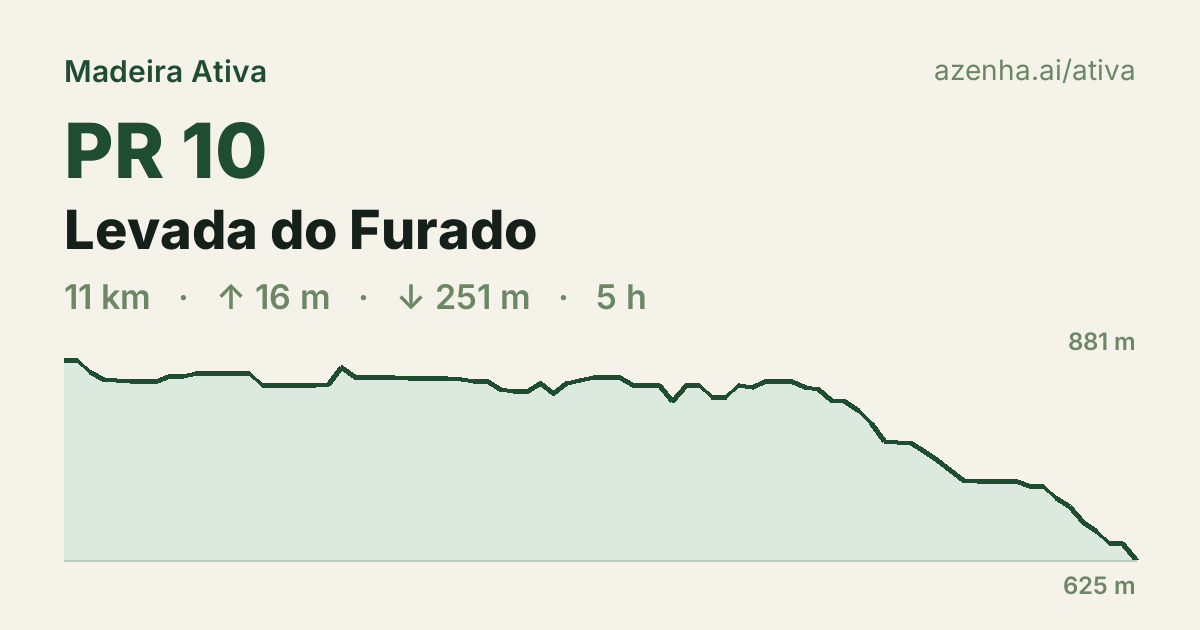 Madeira Ativa
azenha.ai/ativa
PR 10
Levada do Furado
11 km · ↑ 16 m · ↓ 251 m · 5 h
881 m
625 m